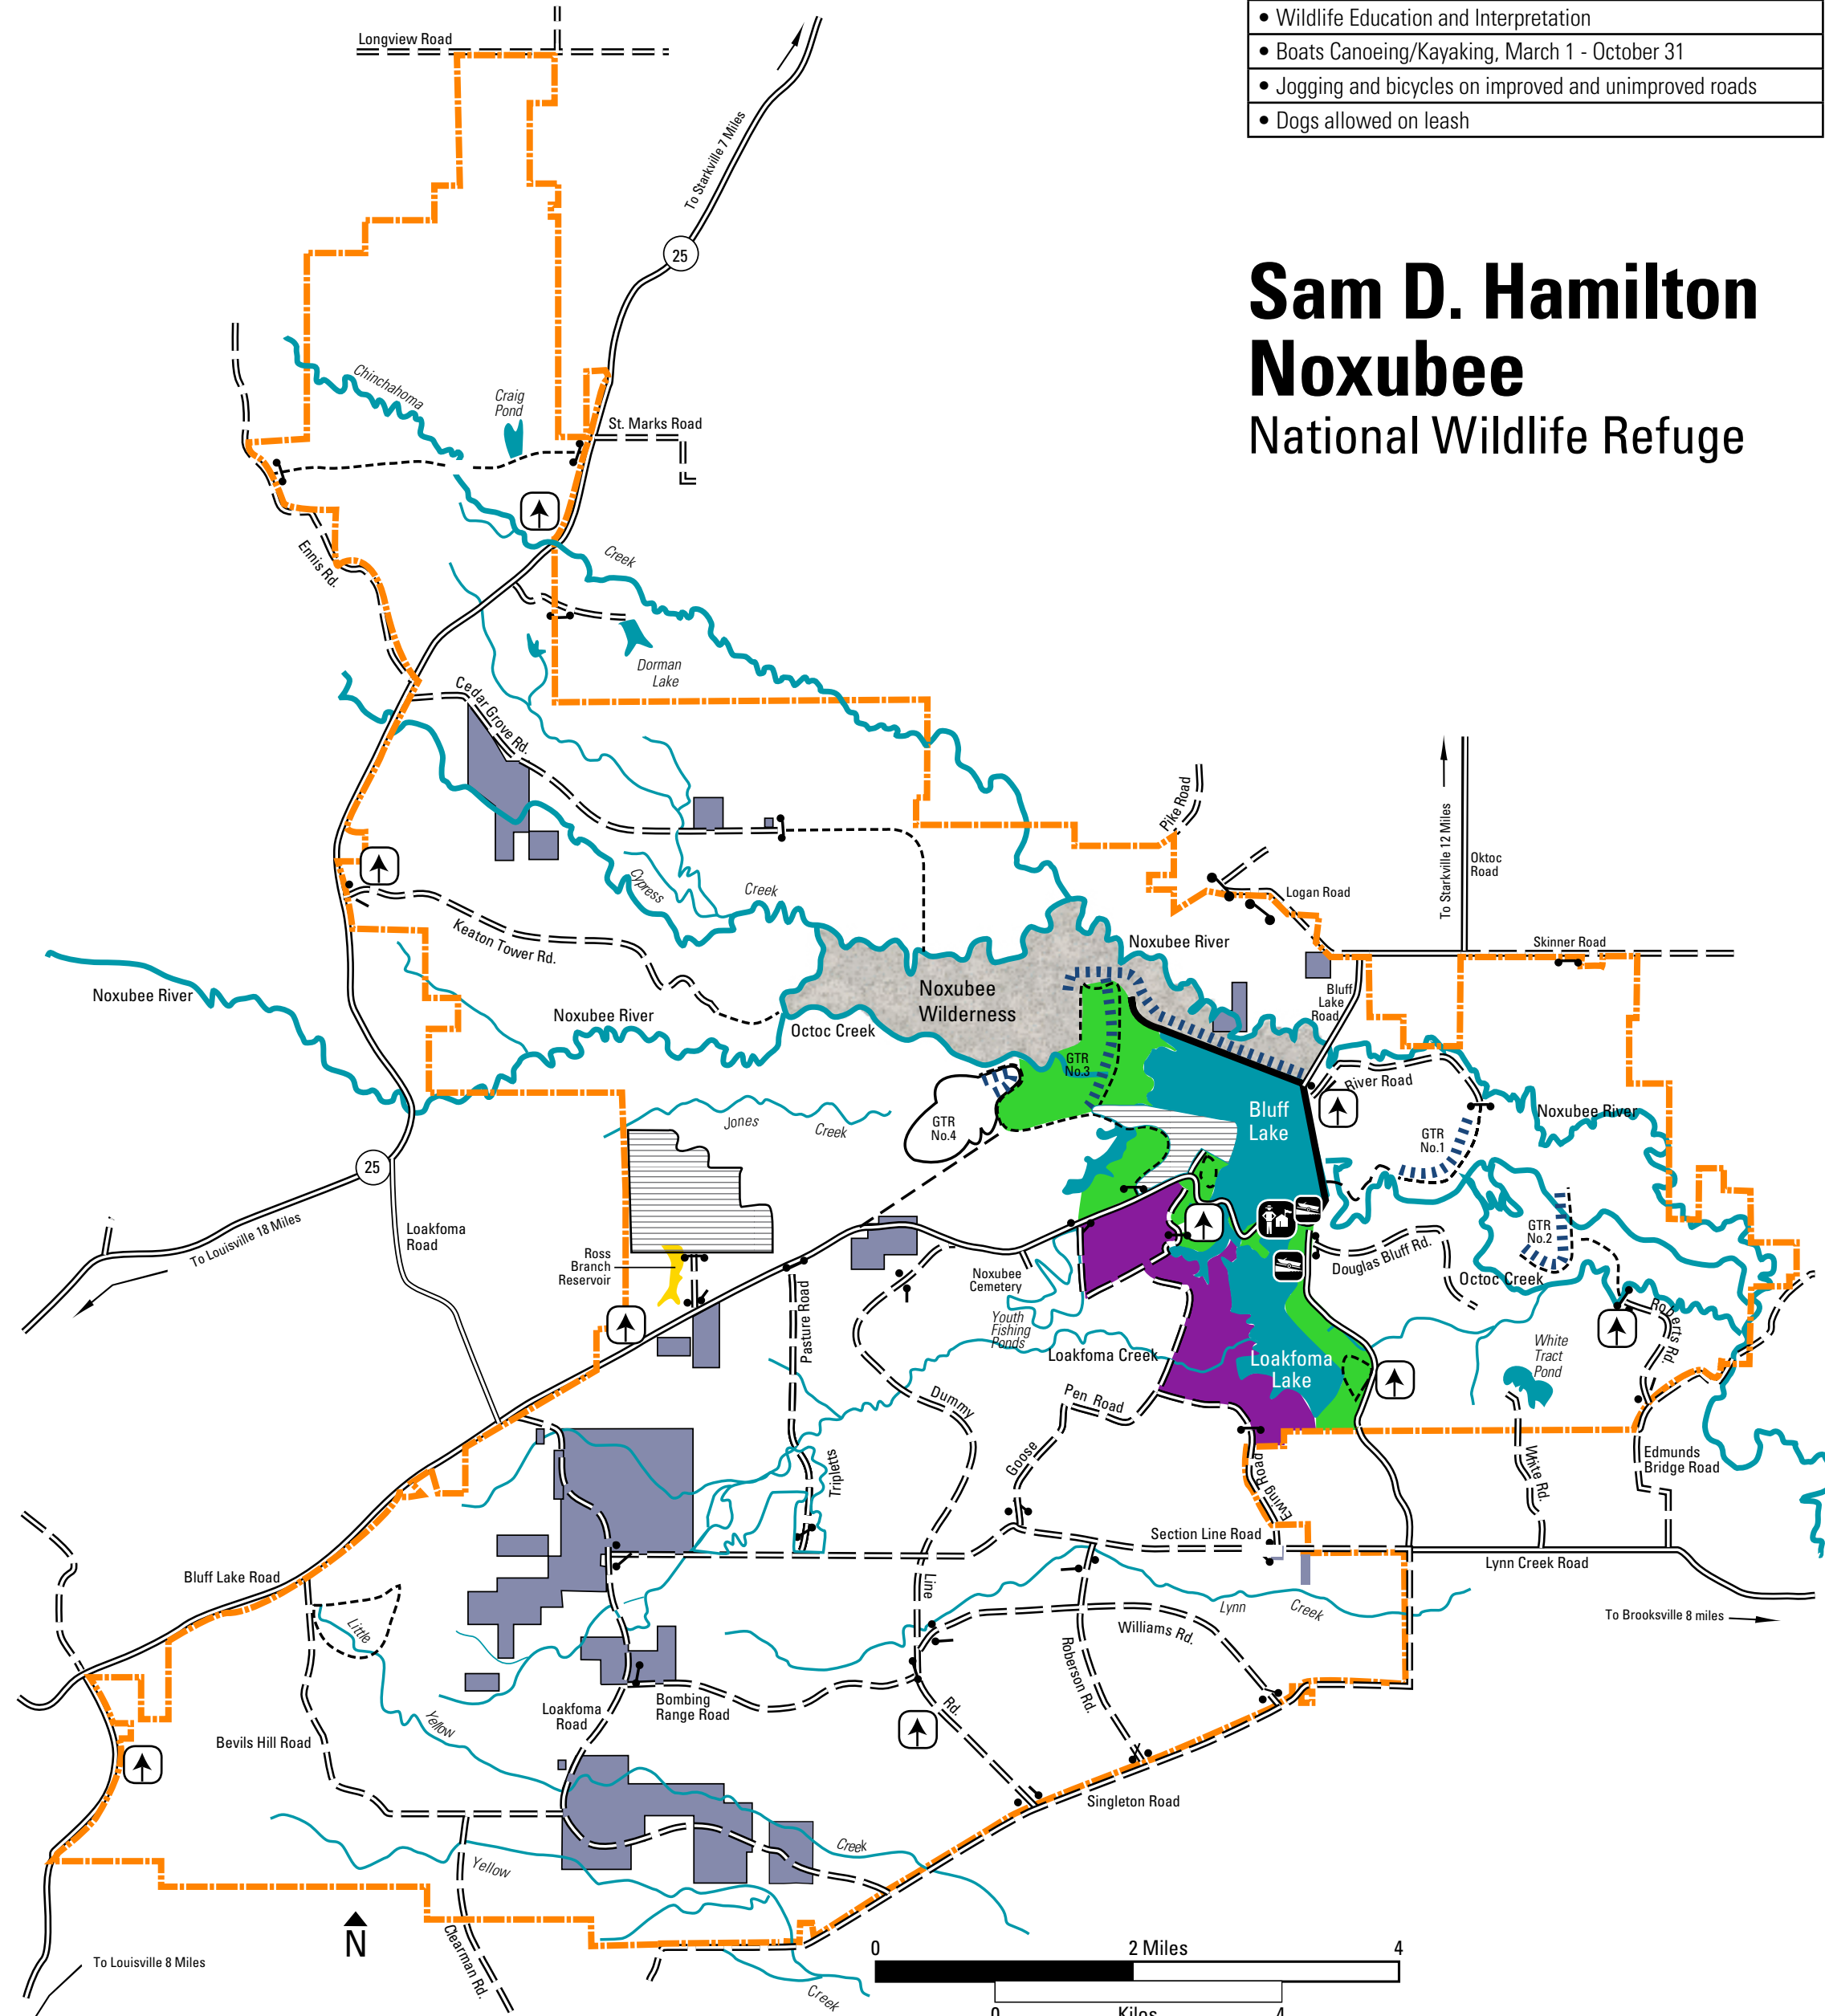 • Wildlife Education and Interpretation
• Boats Canoeing/Kayaking, March 1 - October 31
• Jogging and bicycles on improved and unimproved roads
• Dogs allowed on leash
Sam D. Hamilton
Noxubee
National Wildlife Refuge
Longview Road
To Starkville 7 Miles
25
Chinchahoma
Craig
Pond
St. Marks Road
Ennis Rd.
Creek
Dorman
Lake
Cedar Grove Rd.
Pike Road
To Starkville 12 Miles
Oktoc
Road
Logan Road
Cypress
Creek
Keaton Tower Rd.
Noxubee River
Skinner Road
Noxubee River
Noxubee
Wilderness
Bluff
Lake
Road
Noxubee River
Octoc Creek
GTR
No.3
River Road
Bluff
Lake
Noxubee River
Jones
Creek
GTR
No.4
GTR
No.1
25
To Louisville 18 Miles
Loakfoma
Road
Ross
Branch
Reservoir
Noxubee
Cemetery
Douglas Bluff Rd.
GTR
No.2
Octoc Creek
Youth
Fishing
Ponds
Pasture Road
Roberts Rd.
Loakfoma Creek
Loakfoma
Lake
White
Tract
Pond
Dummy
Pen Road
Goose
Tripletts
Ewing Road
White Rd.
Edmunds
Bridge Road
Section Line Road
Lynn Creek Road
Bluff Lake Road
Line
Little
Lynn
Creek
To Brooksville 8 miles
Williams Rd.
Roberson Rd.
Bombing
Range Road
Loakfoma
Road
Rd.
Yellow
Bevils Hill Road
Singleton Road
Creek
Yellow
N
Clearman Rd.
To Louisville 8 Miles
0
2 Miles
4
Creek
0
Kilos
4